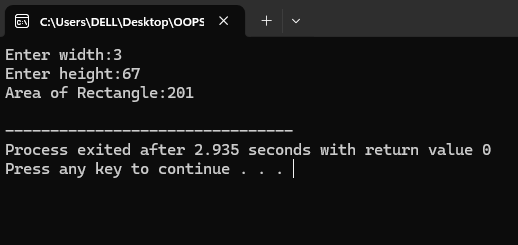 C:\Users\DELL\Desktop\OOPS
Enter width:3
Enter height:67
Area of Rectangle:201
--------------------------------
Process exited after 2.935 seconds with return value 0
Press any key to continue . . .